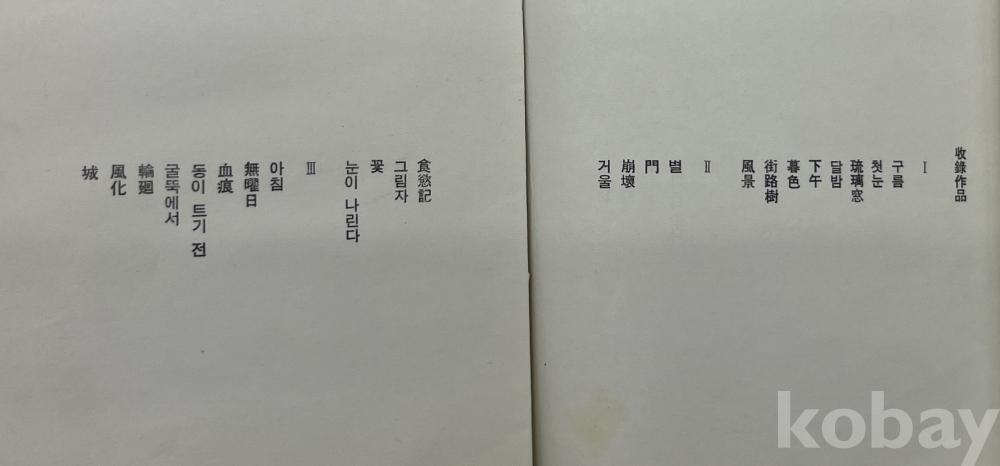 收錄作品
Ⅰ
구름
첫눈
琉璃窓
달밤
下午
暮色
街路樹
風景
Ⅱ
별
門
崩壞
거울
食慾記
그림자
꽃
눈이 나린다
Ⅲ
아침
無曜日
血痕
동이 트기 전
굴뚝에서
輪廻
風化
城
kobay